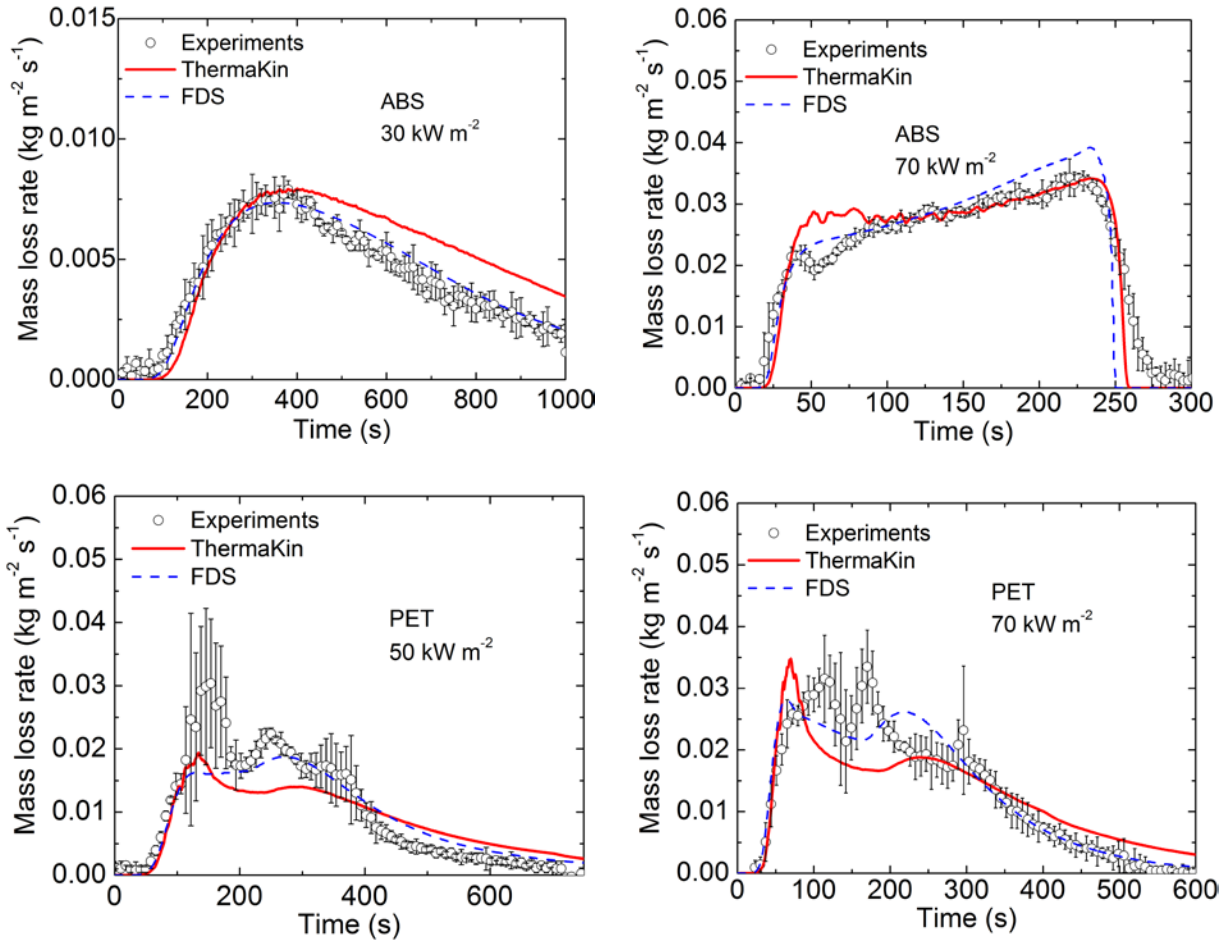 Mass loss rate (kg m⁻² s⁻¹)
0.015
0.010
0.005
0.000
Experiments
ThermaKin
FDS
ABS
30 kW m⁻²
0 200 400 600 800 1000
Time (s)
Mass loss rate (kg m⁻² s⁻¹)
0.06
0.05
0.04
0.03
0.02
0.01
0.00
Experiments
ThermaKin
FDS
ABS
70 kW m⁻²
0 50 100 150 200 250 300
Time (s)
Mass loss rate (kg m⁻² s⁻¹)
0.06
0.05
0.04
0.03
0.02
0.01
0.00
Experiments
ThermaKin
FDS
PET
50 kW m⁻²
0 200 400 600
Time (s)
Mass loss rate (kg m⁻² s⁻¹)
0.06
0.05
0.04
0.03
0.02
0.01
0.00
Experiments
ThermaKin
FDS
PET
70 kW m⁻²
0 100 200 300 400 500 600
Time (s)